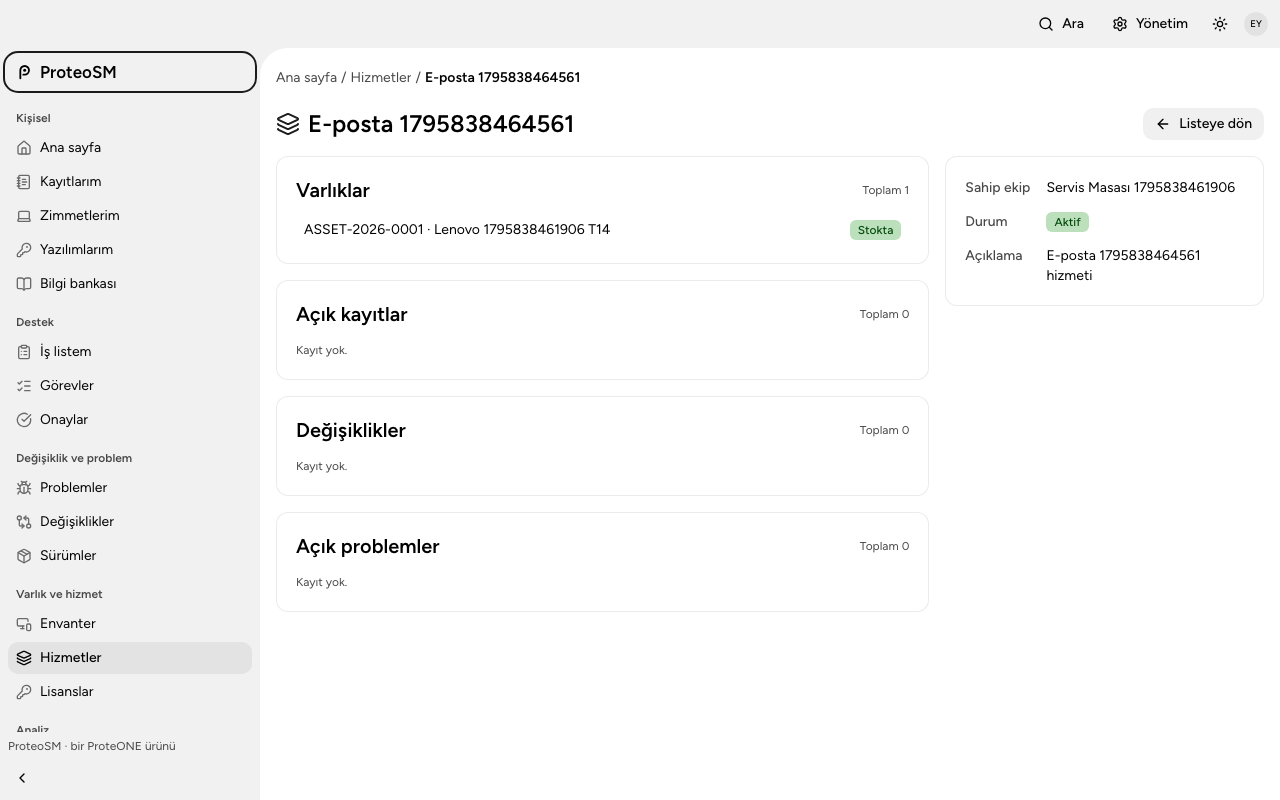 Ara
Yönetim
EY
ProteoSM
Kişisel
Ana sayfa
Kayıtlarım
Zimmetlerim
Yazılımlarım
Bilgi bankası
Destek
İş listem
Görevler
Onaylar
Değişiklik ve problem
Problemler
Değişiklikler
Sürümler
Varlık ve hizmet
Envanter
Hizmetler
Lisanslar
Analiz
ProteoSM · bir ProteONE ürünü
Ana sayfa / Hizmetler / E-posta 1795838464561
E-posta 1795838464561
Listeye dön
Varlıklar
Toplam 1
ASSET-2026-0001 · Lenovo 1795838461906 T14
Stokta
Açık kayıtlar
Toplam 0
Kayıt yok.
Değişiklikler
Toplam 0
Kayıt yok.
Açık problemler
Toplam 0
Kayıt yok.
Sahip ekip
Servis Masası 1795838461906
Durum
Aktif
Açıklama
E-posta 1795838464561
hizmeti